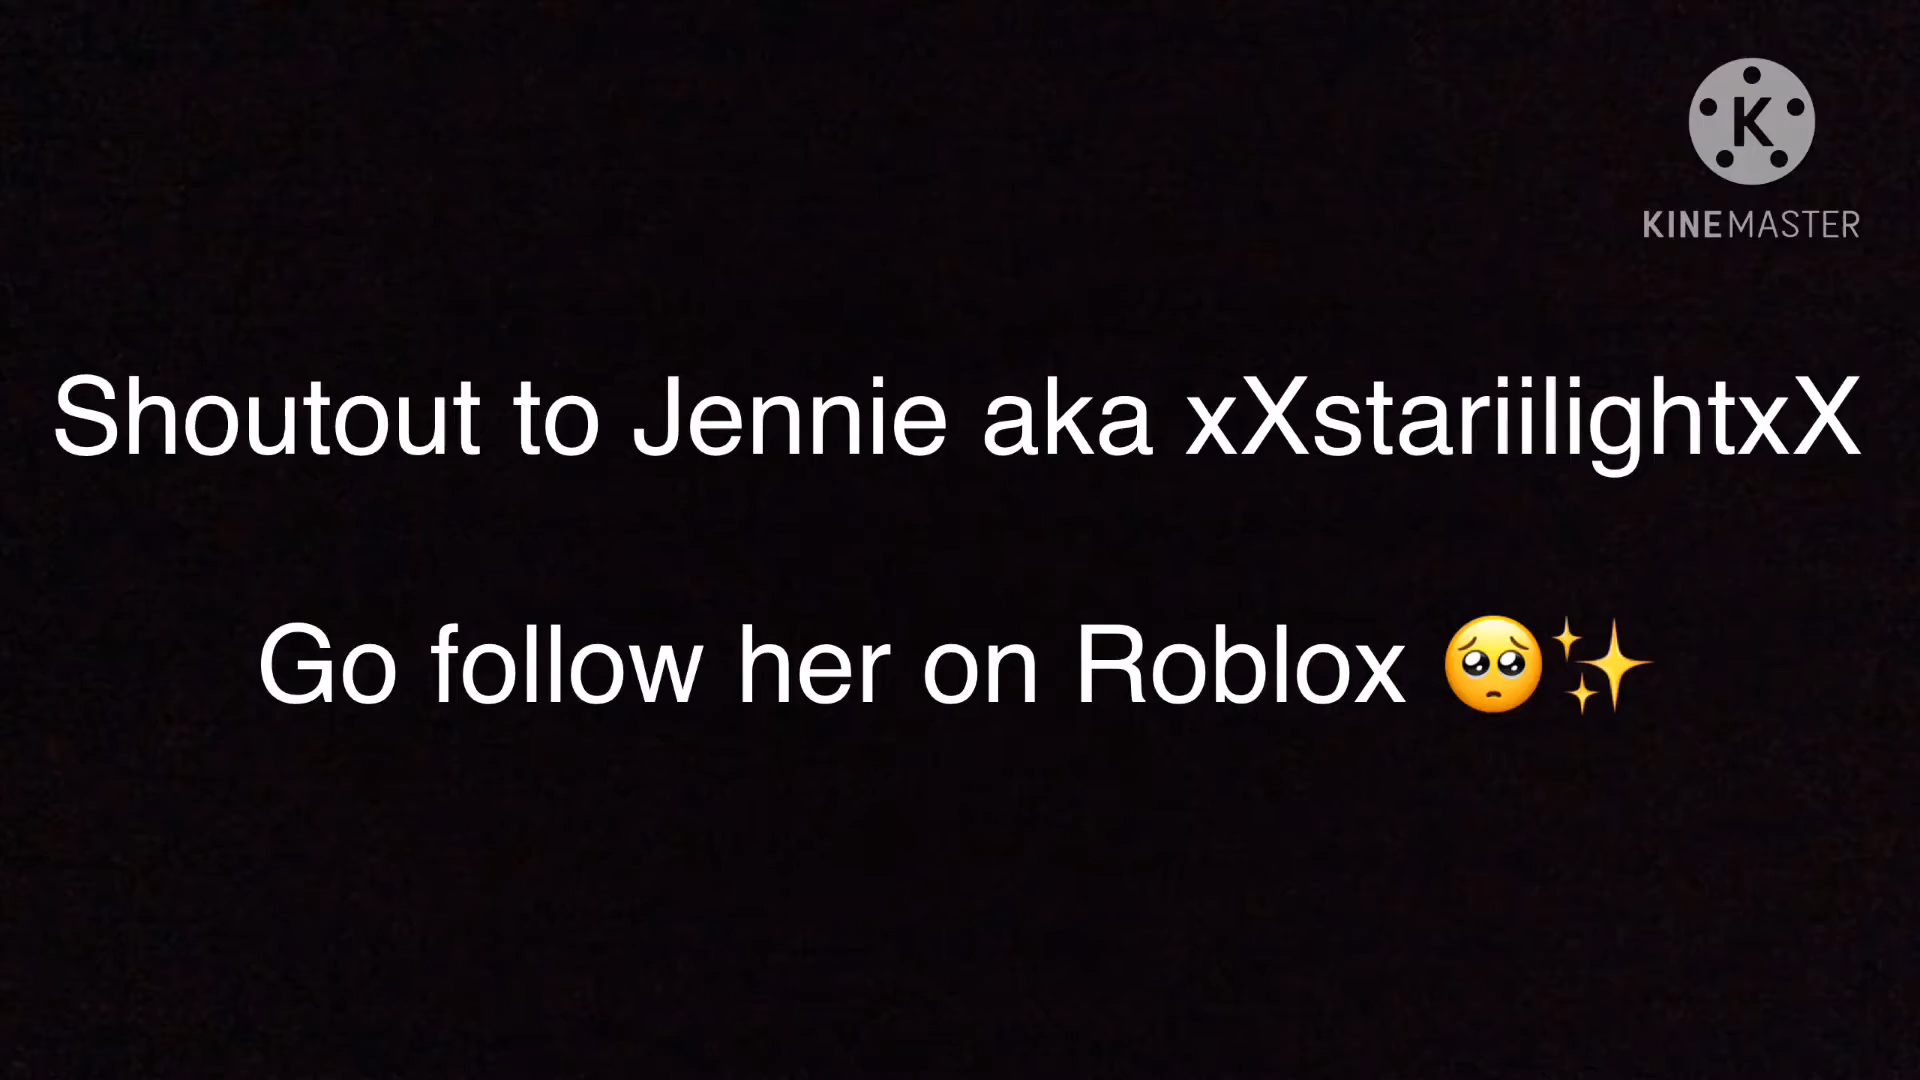 K
KINEMASTER
Shoutout to Jennie aka xXstariilightxX
Go follow her on Roblox 🥺✨